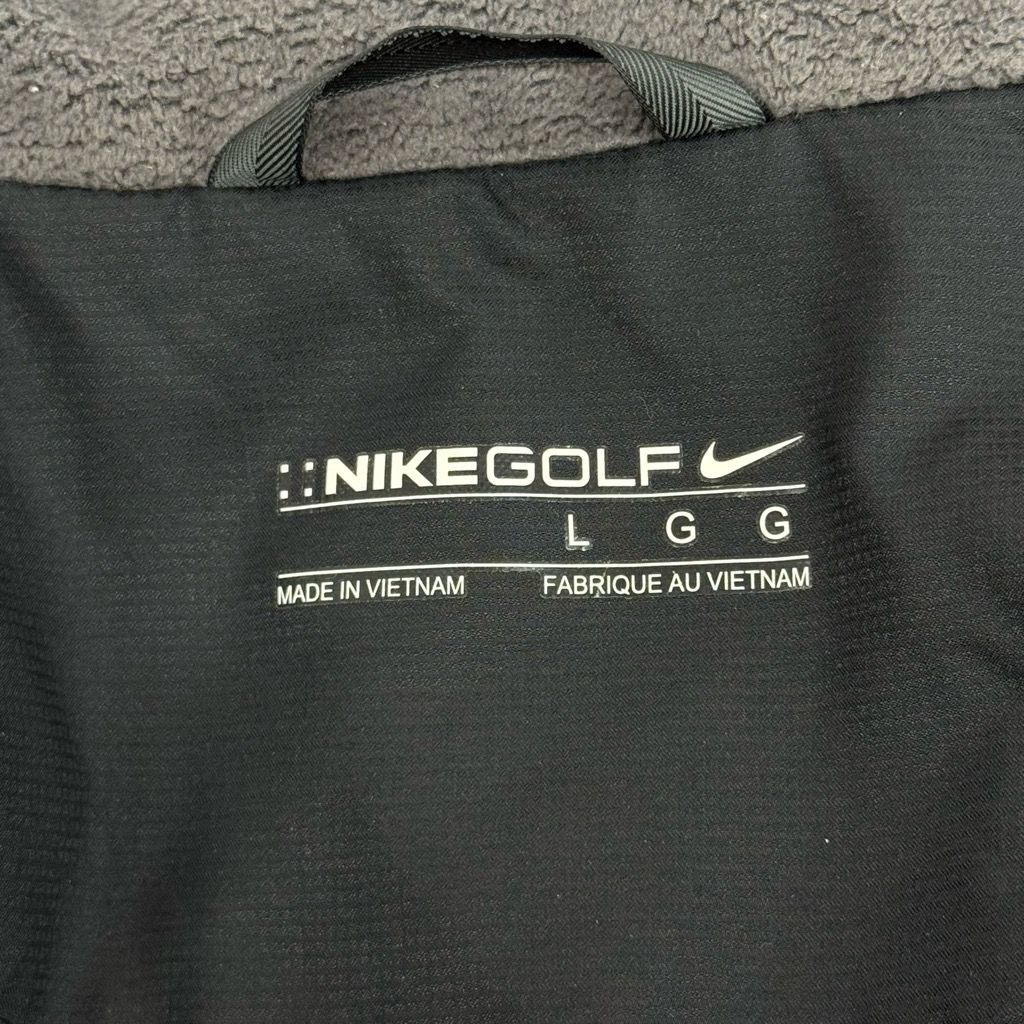 NIKEGOLF
L G G
MADE IN VIETNAM FABRIQUE AU VIETNAM